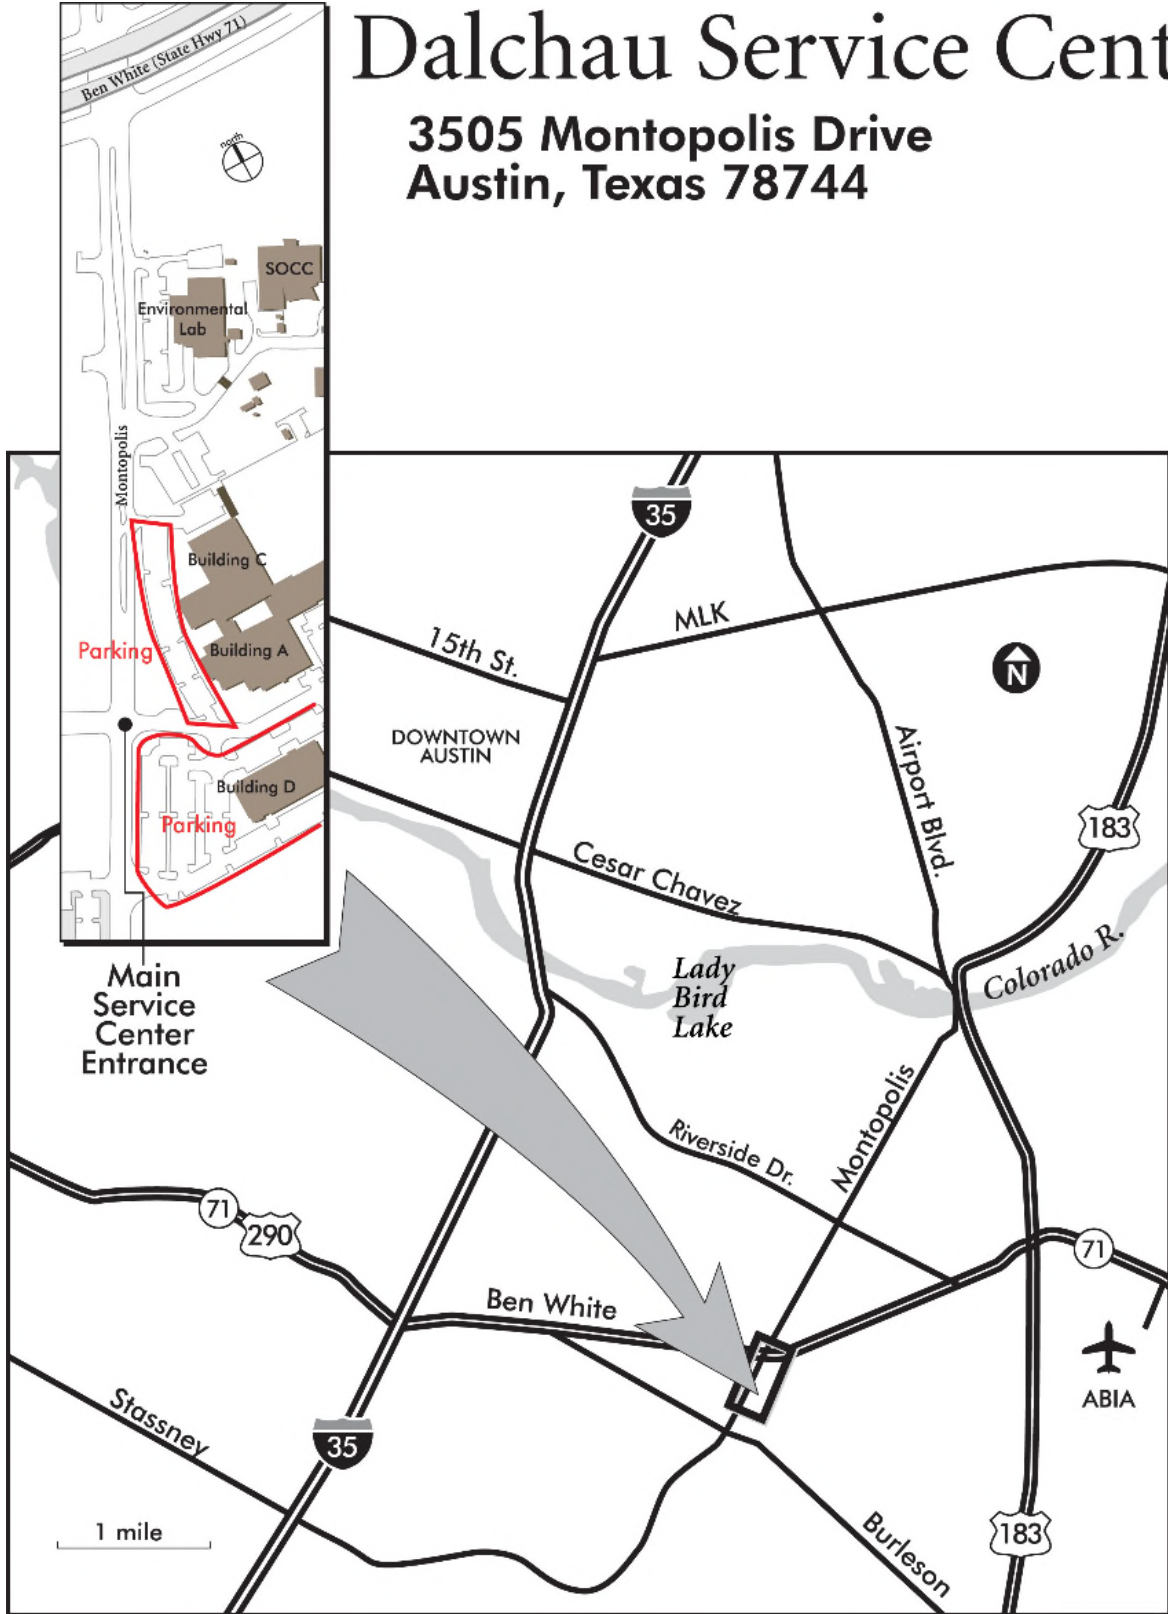 Dalchau Service Cent
3505 Montopolis Drive
Austin, Texas 78744
Ben White (State Hwy 71)
north
SOCC
Environmental
Lab
Montopolis
Building C
Parking
Building A
Building D
Parking
Main
Service
Center
Entrance
35
MLK
15th St.
N
DOWNTOWN
AUSTIN
Airport Blvd.
183
Cesar Chavez
Colorado R.
Lady
Bird
Lake
Montopolis
Riverside Dr.
71
290
71
Ben White
ABIA
Stassney
35
1 mile
183
Burleson